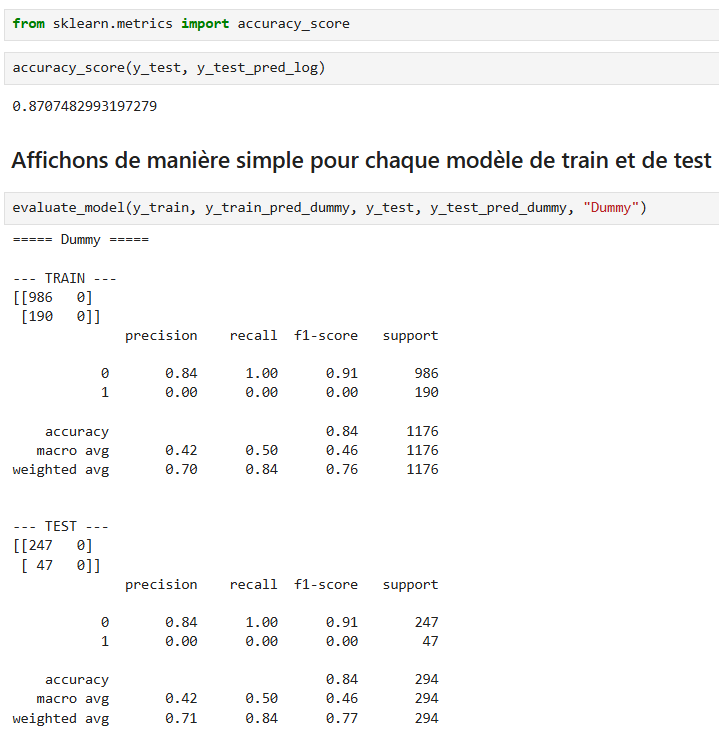 from sklearn.metrics import accuracy_score
accuracy_score(y_test, y_test_pred_log)
0.8707482993197279
Affichons de manière simple pour chaque modèle de train et de test
evaluate_model(y_train, y_train_pred_dummy, y_test, y_test_pred_dummy, "Dummy")
===== Dummy =====
--- TRAIN ---
[[986   0]
 [190   0]]
              precision    recall  f1-score   support
           0       0.84      1.00      0.91       986
           1       0.00      0.00      0.00       190
    accuracy                           0.84      1176
   macro avg       0.42      0.50      0.46      1176
weighted avg       0.70      0.84      0.76      1176
--- TEST ---
[[247   0]
 [ 47   0]]
              precision    recall  f1-score   support
           0       0.84      1.00      0.91       247
           1       0.00      0.00      0.00        47
    accuracy                           0.84       294
   macro avg       0.42      0.50      0.46       294
weighted avg       0.71      0.84      0.77       294